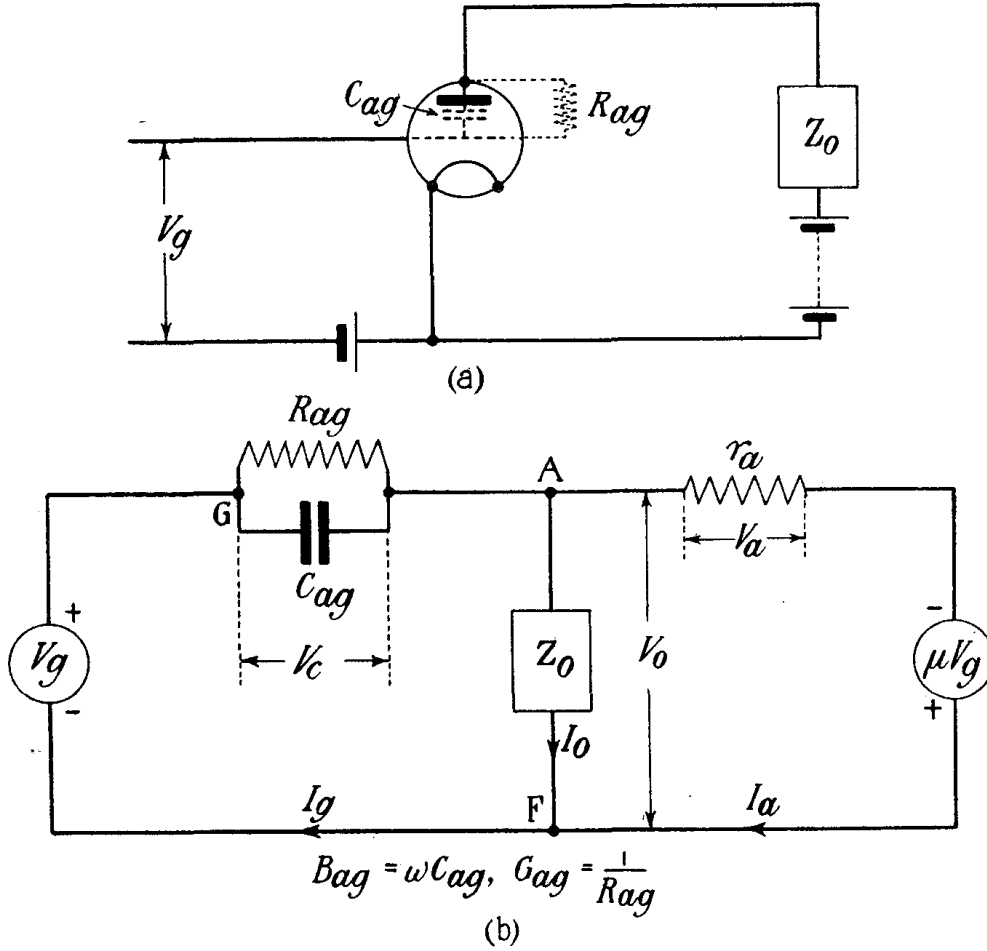 Cag
Rag
Zo
Vg
(a)
Rag
G
Cag
Vc
A
ra
Va
+
Vg
-
Zo
Vo
-
μVg
+
Io
Ig
F
Ia
Bag = ωCag, Gag = 1/Rag
(b)